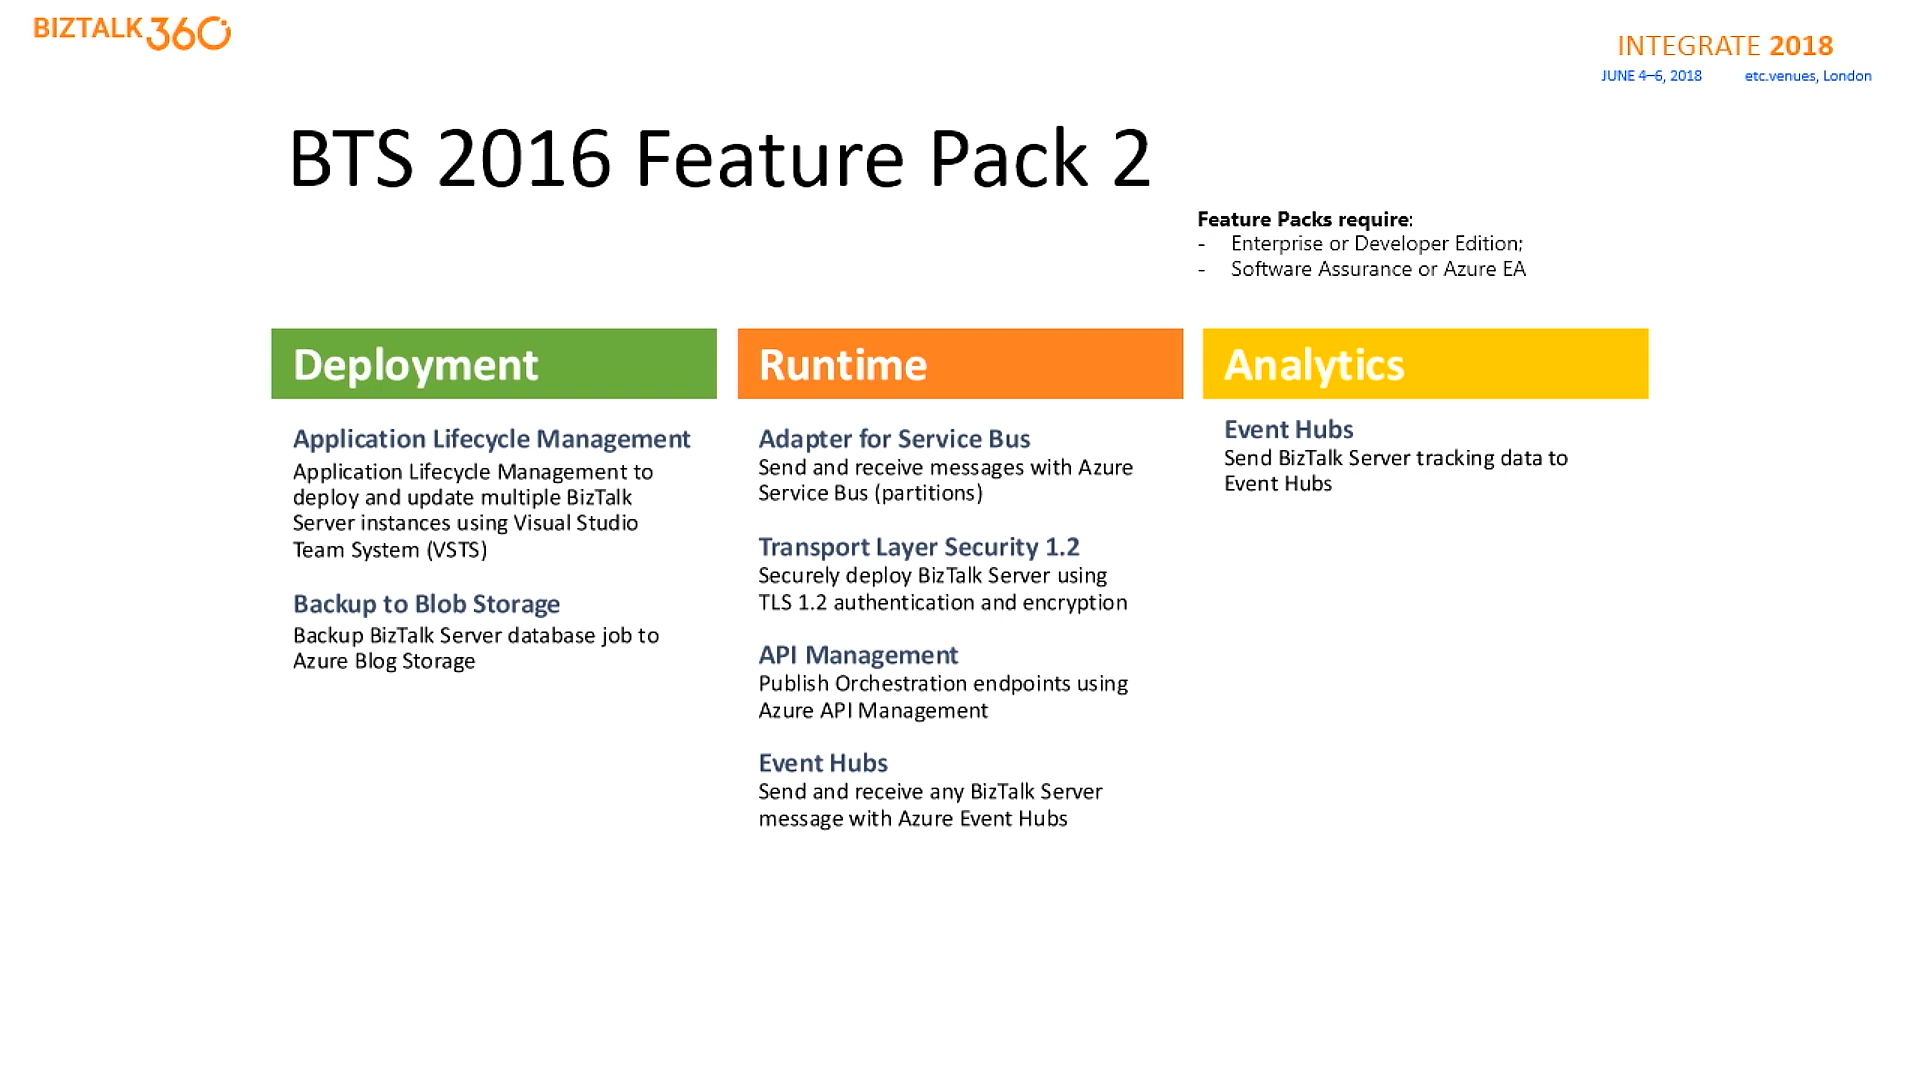 BIZTALK360
INTEGRATE 2018
JUNE 4–6, 2018 etc.venues, London
BTS 2016 Feature Pack 2
Feature Packs require:
- Enterprise or Developer Edition;
- Software Assurance or Azure EA
Deployment
Application Lifecycle Management
Application Lifecycle Management to
deploy and update multiple BizTalk
Server instances using Visual Studio
Team System (VSTS)
Backup to Blob Storage
Backup BizTalk Server database job to
Azure Blog Storage
Runtime
Adapter for Service Bus
Send and receive messages with Azure
Service Bus (partitions)
Transport Layer Security 1.2
Securely deploy BizTalk Server using
TLS 1.2 authentication and encryption
API Management
Publish Orchestration endpoints using
Azure API Management
Event Hubs
Send and receive any BizTalk Server
message with Azure Event Hubs
Analytics
Event Hubs
Send BizTalk Server tracking data to
Event Hubs